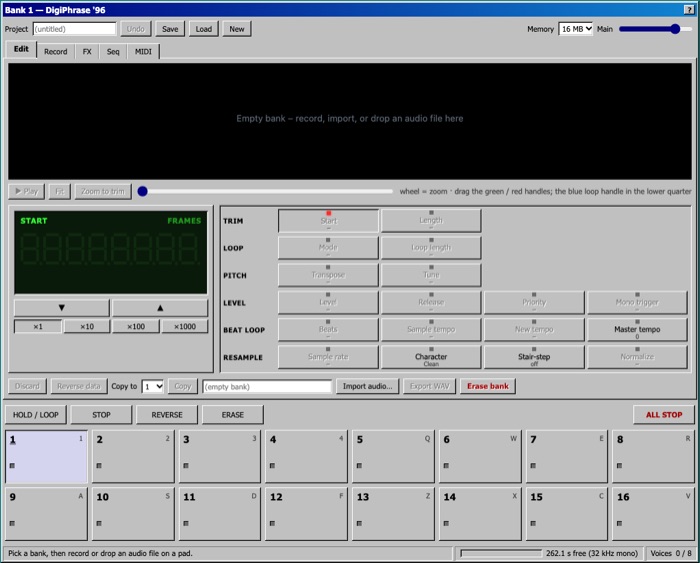 Bank 1 — DigiPhrase '96 ?
Project (untitled) Undo Save Load New Memory 16 MB Main
Edit Record FX Seq MIDI
Empty bank – record, import, or drop an audio file here
▶ Play Fit Zoom to trim wheel = zoom · drag the green / red handles; the blue loop handle in the lower quarter
START FRAMES
▼ ▲
×1 ×10 ×100 ×1000
TRIM Start – Length –
LOOP Mode – Loop length –
PITCH Transpose – Tune –
LEVEL Level – Release – Priority – Mono trigger –
BEAT LOOP Beats – Sample tempo – New tempo – Master tempo 0
RESAMPLE Sample rate – Character Clean Stair-step off Normalize –
Discard Reverse data Copy to 1 Copy (empty bank) Import audio... Export WAV Erase bank
HOLD / LOOP STOP REVERSE ERASE ALL STOP
1 1 2 2 3 3 4 4 5 Q 6 W 7 E 8 R
9 A 10 S 11 D 12 F 13 Z 14 X 15 C 16 V
Pick a bank, then record or drop an audio file on a pad. 262.1 s free (32 kHz mono) Voices 0 / 8